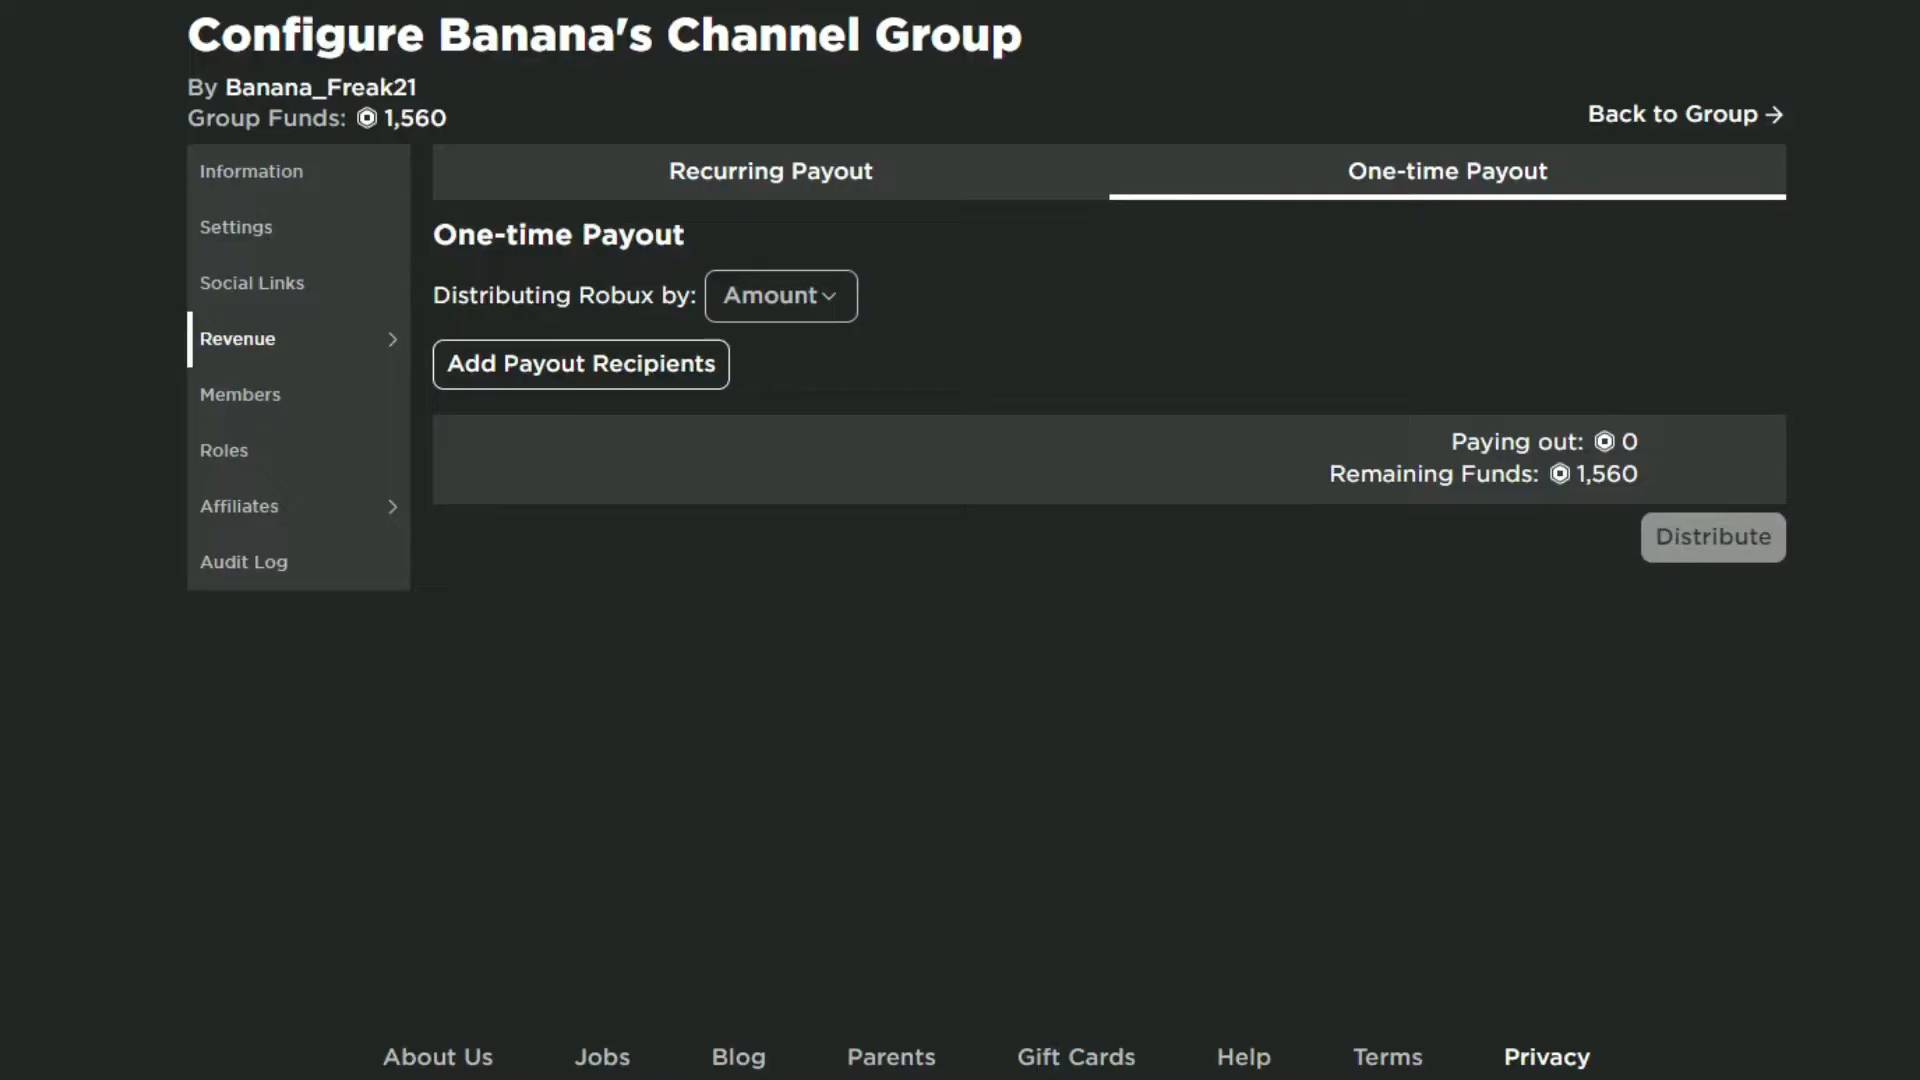 Configure Banana's Channel Group
By Banana_Freak21
Group Funds: 1,560
Back to Group
Information
Settings
Social Links
Revenue
Members
Roles
Affiliates
Audit Log
Recurring Payout
One-time Payout
One-time Payout
Distributing Robux by: Amount
Add Payout Recipients
Paying out: 0
Remaining Funds: 1,560
Distribute
About Us Jobs Blog Parents Gift Cards Help Terms Privacy